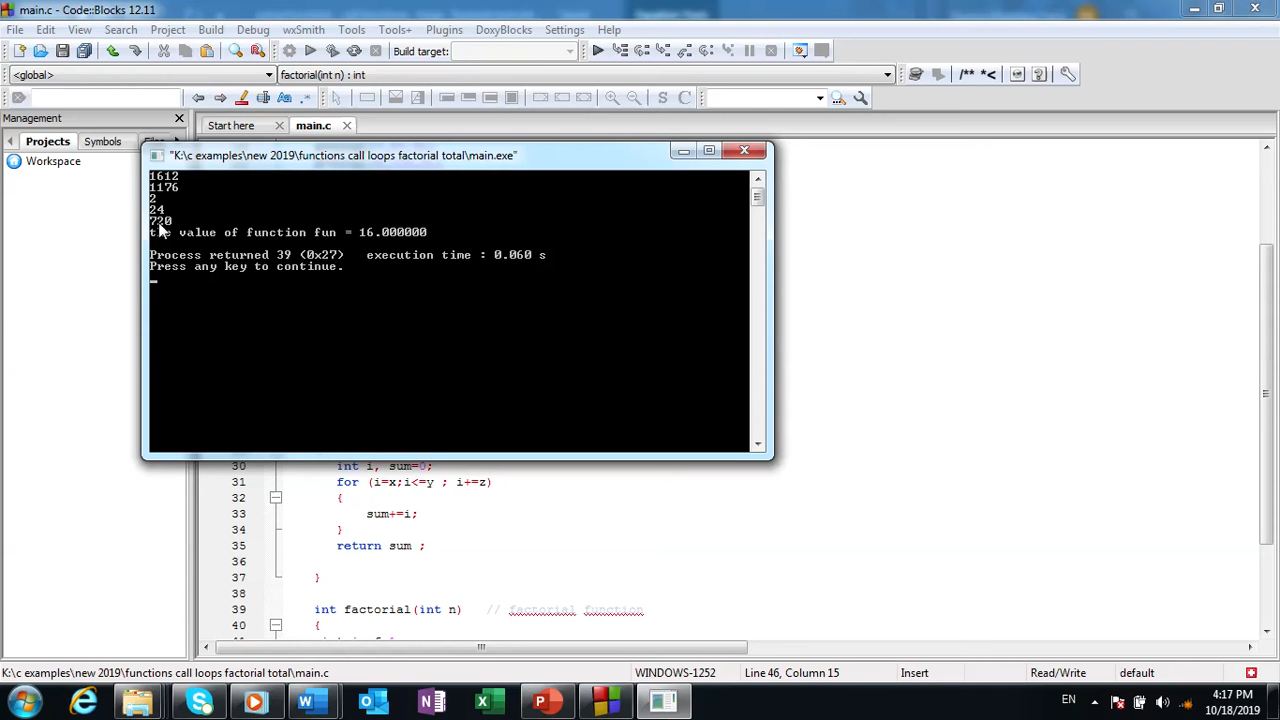 main.c - Code::Blocks 12.11
File Edit View Search Project Build Debug wxSmith Tools Tools+ Plugins DoxyBlocks Settings Help
Build target:
<global> factorial(int n) : int /** *<
Management
Start here main.c
Projects Symbols
Workspace
"K:\c examples\new 2019\functions call loops factorial total\main.exe"
1612
1176
2
24
720
the value of function fun = 16.000000
Process returned 39 (0x27) execution time : 0.060 s
Press any key to continue.
30 int i, sum=0;
31 for (i=x;i<=y ; i+=z)
32 {
33 sum+=i;
34 }
35 return sum ;
36
37 }
38
39 int factorial(int n) // factorial function
40 {
K:\c examples\new 2019\functions call loops factorial total\main.c WINDOWS-1252 Line 46, Column 15 Insert Read/Write default
EN 4:17 PM
10/18/2019